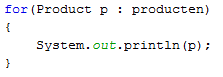 for(Product p : producten)
{
    System.out.println(p);
}